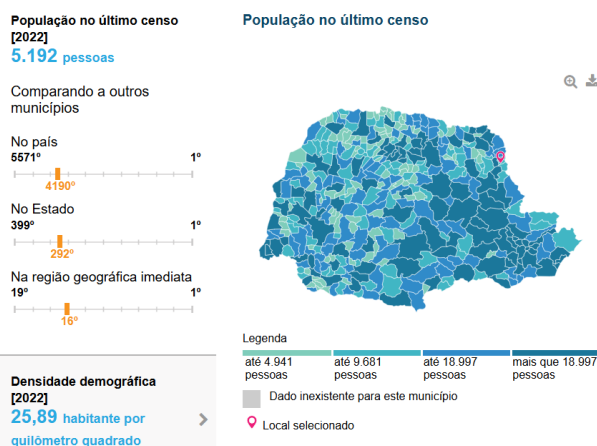 População no último censo
[2022]
5.192 pessoas
Comparando a outros
municípios
No país
5571º 1º
4190º
No Estado
399º 1º
292º
Na região geográfica imediata
19º 1º
16º
Densidade demográfica
[2022]
25,89 habitante por
quilômetro quadrado
População no último censo
Legenda
até 4.941
pessoas
até 9.681
pessoas
até 18.997
pessoas
mais que 18.997
pessoas
Dado inexistente para este município
Local selecionado